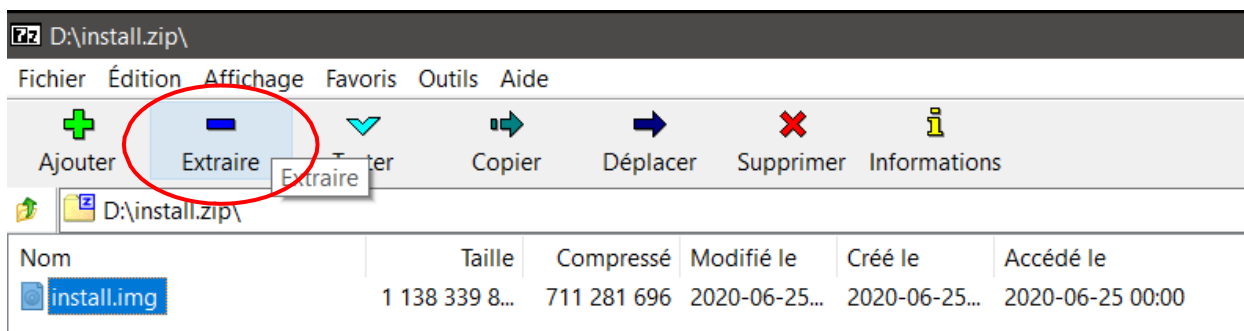 7z D:\install.zip\
Fichier Édition Affichage Favoris Outils Aide
Ajouter Extraire Copier Déplacer Supprimer Informations
Extraire
D:\install.zip\
Nom Taille Compressé Modifié le Créé le Accédé le
install.img 1 138 339 8... 711 281 696 2020-06-25... 2020-06-25... 2020-06-25 00:00